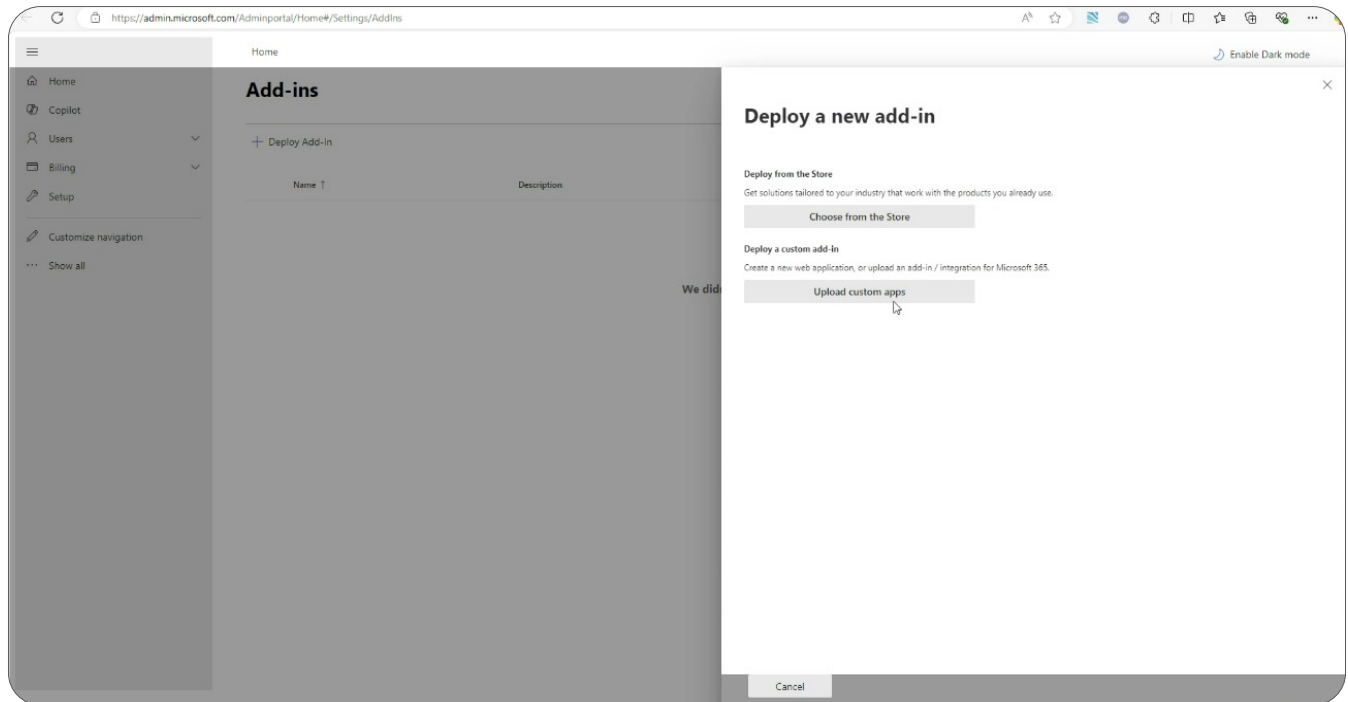 https://admin.microsoft.com/Adminportal/Home#/Settings/AddIns
Home
Enable Dark mode
Home
Copilot
Users
Billing
Setup
Customize navigation
Show all
Add-ins
Deploy Add-In
Name ↑
Description
We did
Deploy a new add-in
Deploy from the Store
Get solutions tailored to your industry that work with the products you already use.
Choose from the Store
Deploy a custom add-in
Create a new web application, or upload an add-in / integration for Microsoft 365.
Upload custom apps
Cancel